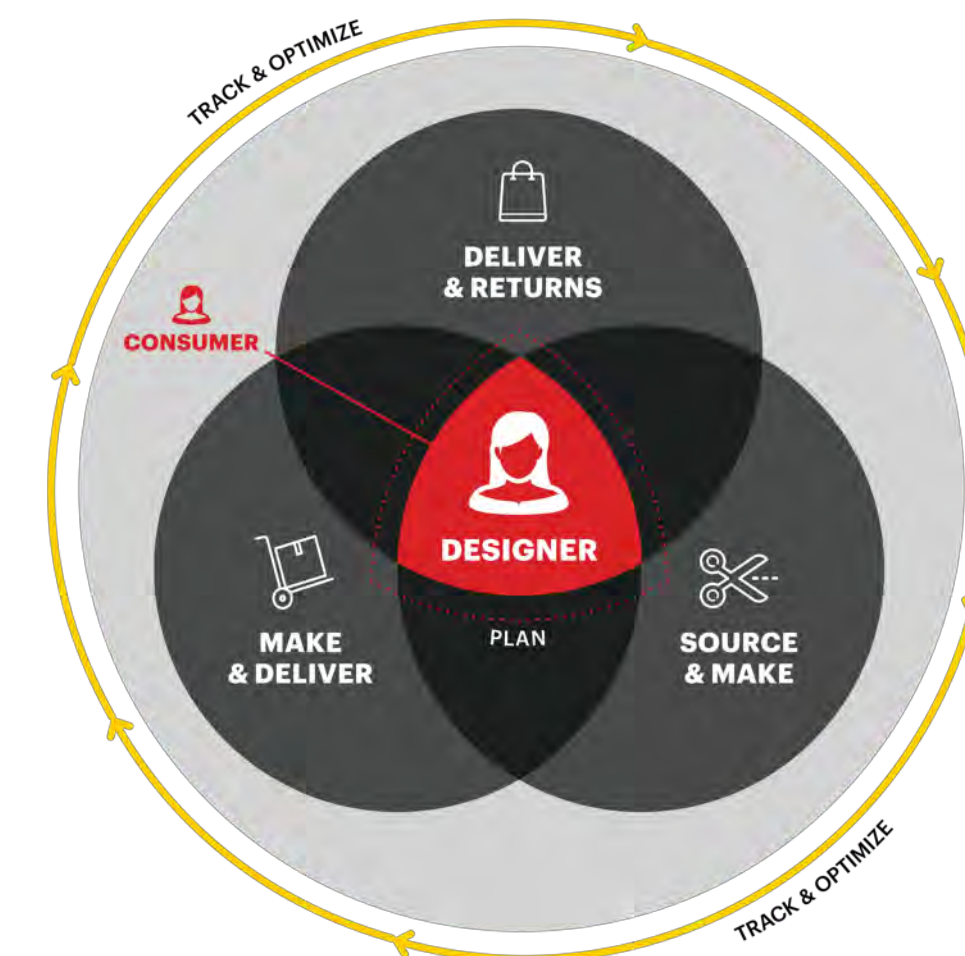 TRACK & OPTIMIZE
DELIVER
& RETURNS
CONSUMER
DESIGNER
PLAN
MAKE
& DELIVER
SOURCE
& MAKE
TRACK & OPTIMIZE